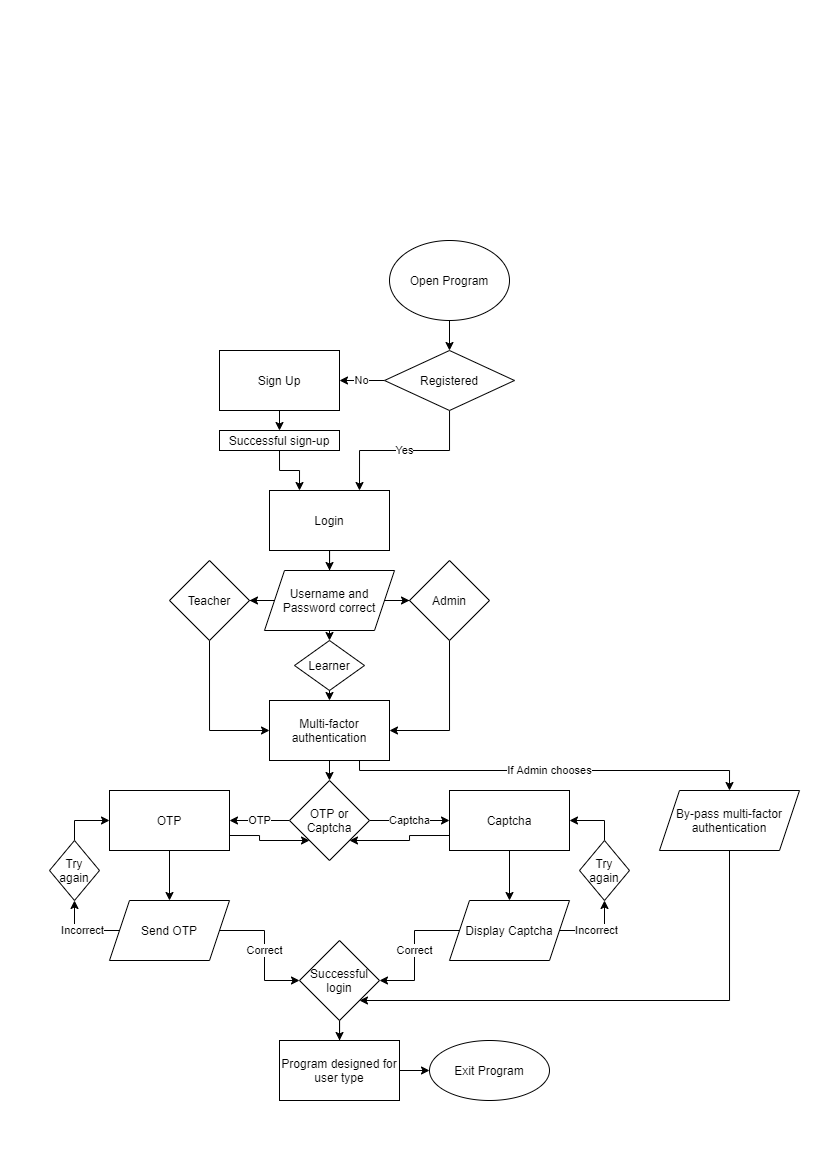 Open Program
Sign Up
No
Registered
Successful sign-up
Yes
Login
Teacher
Username and
Password correct
Admin
Learner
Multi-factor
authentication
If Admin chooses
OTP
OTP
OTP or
Captcha
Captcha
Captcha
By-pass multi-factor
authentication
Try
again
Try
again
Incorrect
Send OTP
Correct
Correct
Display Captcha
Incorrect
Successful
login
Program designed for
user type
Exit Program